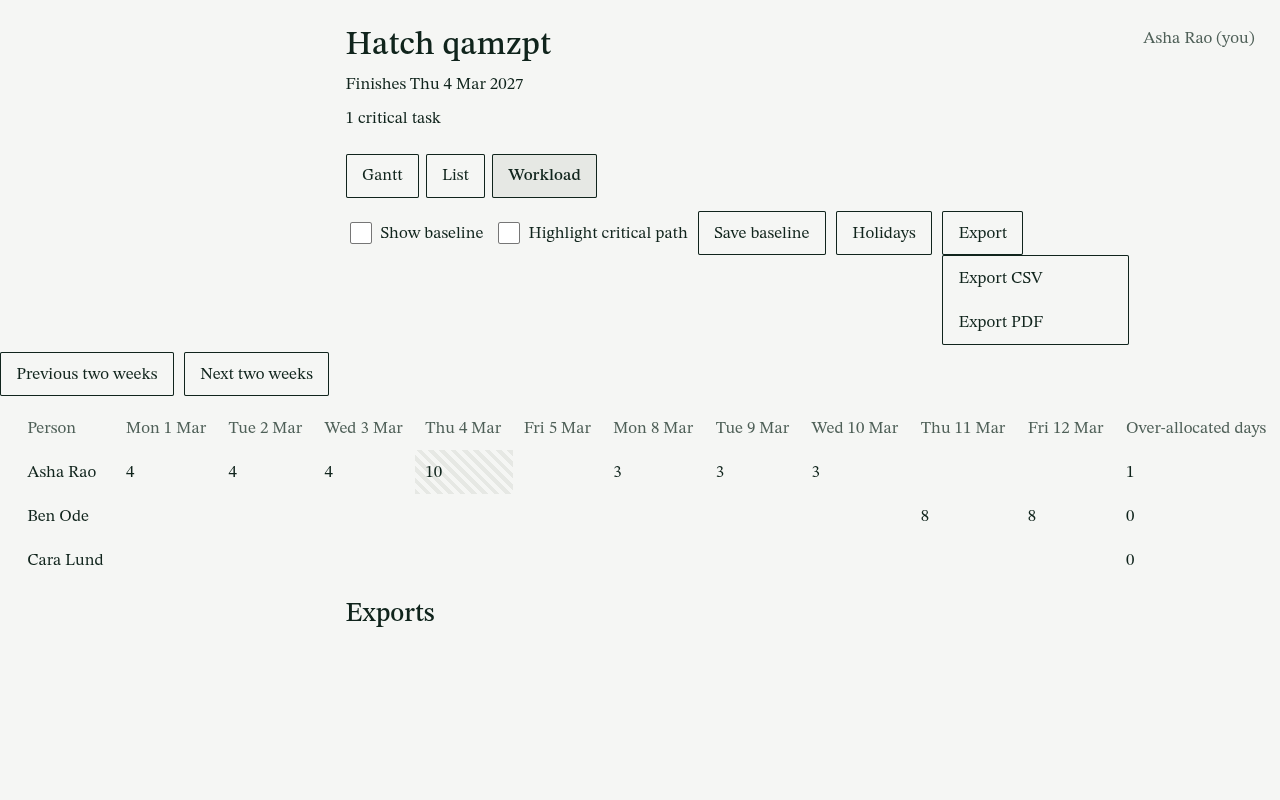 Hatch qamzpt
Asha Rao (you)
Finishes Thu 4 Mar 2027
1 critical task
Gantt List Workload
Show baseline Highlight critical path Save baseline Holidays Export
Export CSV
Export PDF
Previous two weeks Next two weeks
Person Mon 1 Mar Tue 2 Mar Wed 3 Mar Thu 4 Mar Fri 5 Mar Mon 8 Mar Tue 9 Mar Wed 10 Mar Thu 11 Mar Fri 12 Mar Over-allocated days
Asha Rao 4 4 4 10 3 3 3 1
Ben Ode 8 8 0
Cara Lund 0
Exports